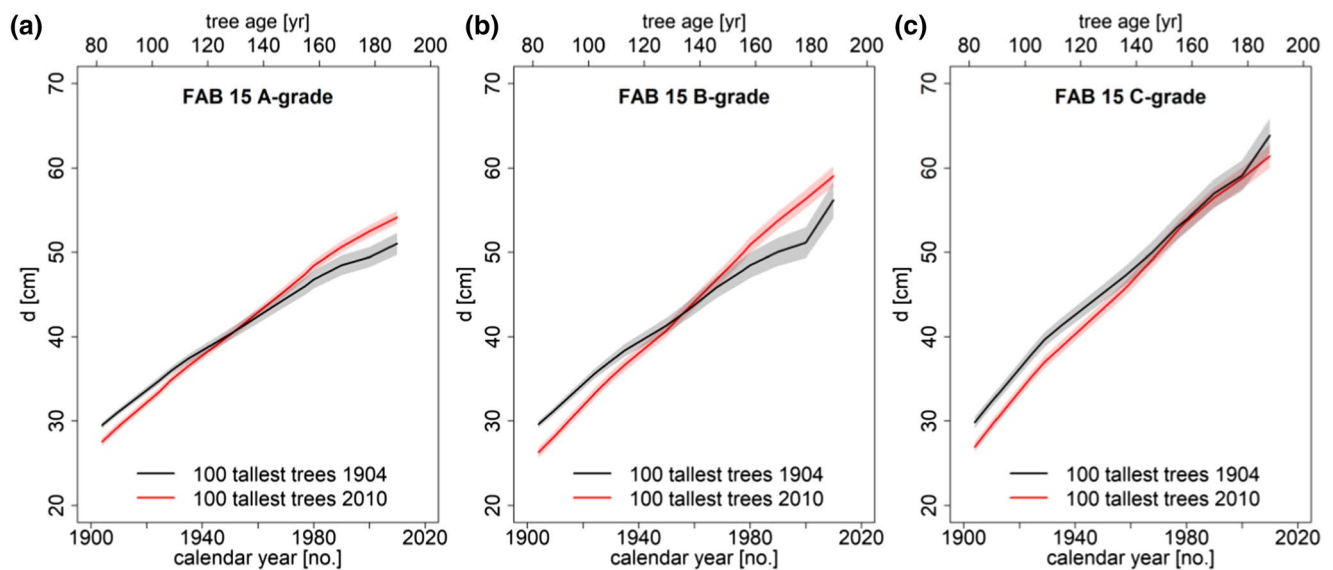 (a)
tree age [yr]
80 100 120 140 160 180 200
FAB 15 A-grade
d [cm]
70
60
50
40
30
20
100 tallest trees 1904
100 tallest trees 2010
1900 1940 1980 2020
calendar year [no.]
(b)
tree age [yr]
80 100 120 140 160 180 200
FAB 15 B-grade
d [cm]
70
60
50
40
30
20
100 tallest trees 1904
100 tallest trees 2010
1900 1940 1980 2020
calendar year [no.]
(c)
tree age [yr]
80 100 120 140 160 180 200
FAB 15 C-grade
d [cm]
70
60
50
40
30
20
100 tallest trees 1904
100 tallest trees 2010
1900 1940 1980 2020
calendar year [no.]